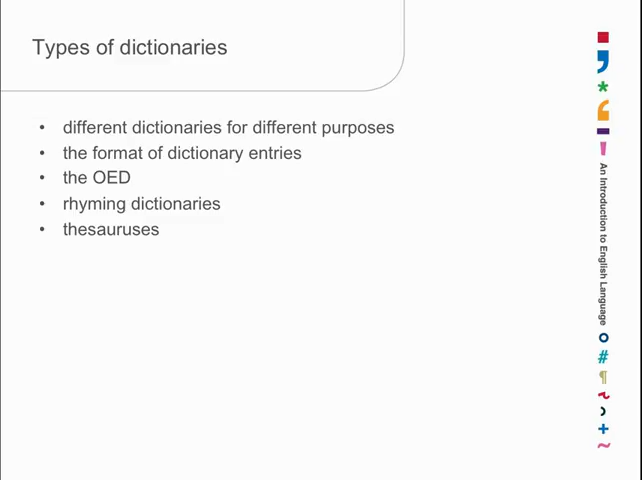 Types of dictionaries
• different dictionaries for different purposes
• the format of dictionary entries
• the OED
• rhyming dictionaries
• thesauruses
An Introduction to English Language